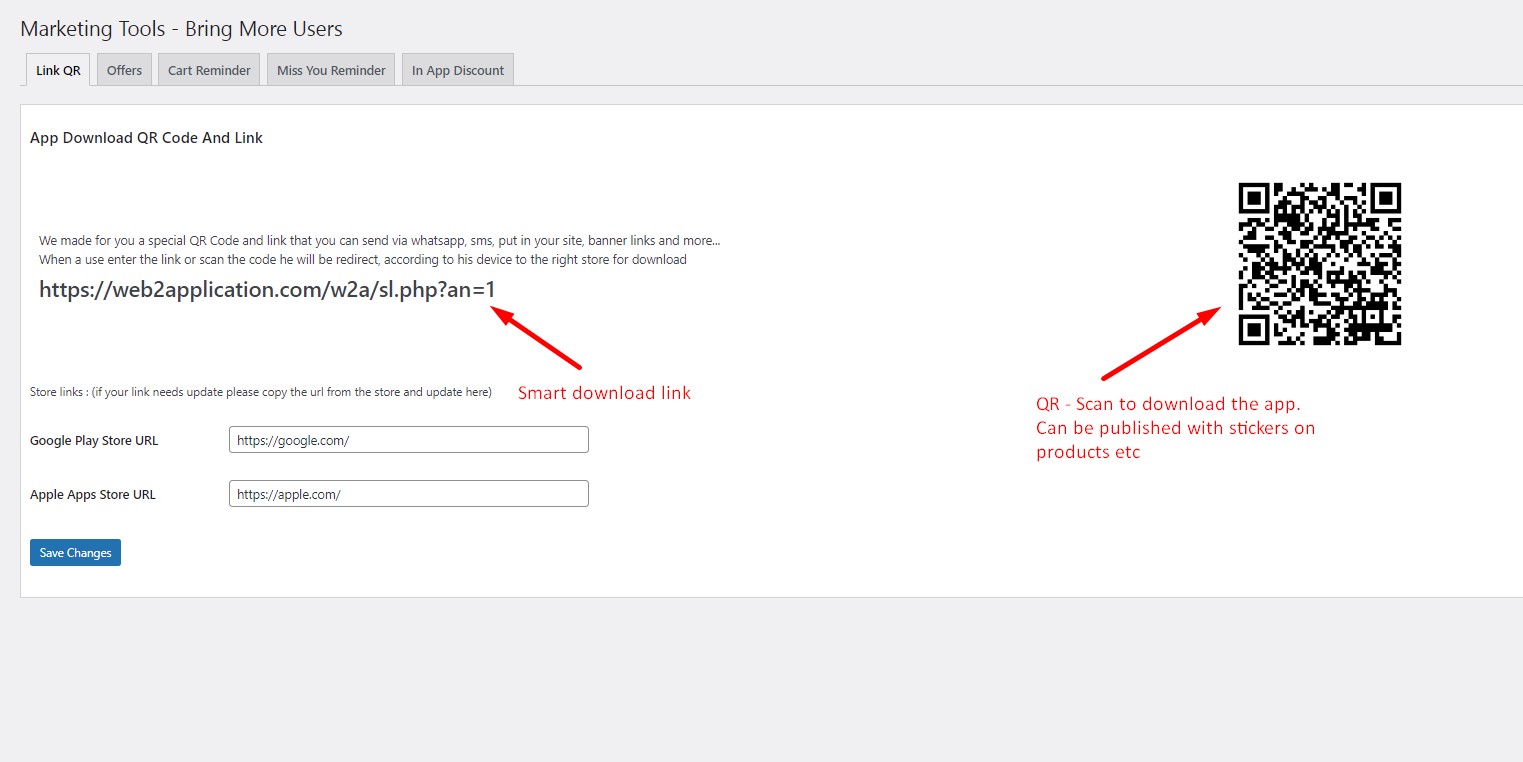 Marketing Tools - Bring More Users
Link QR
Offers
Cart Reminder
Miss You Reminder
In App Discount
App Download QR Code And Link
We made for you a special QR Code and link that you can send via whatsapp, sms, put in your site, banner links and more...
When a use enter the link or scan the code he will be redirect, according to his device to the right store for download
https://web2application.com/w2a/sl.php?an=1
Store links : (if your link needs update please copy the url from the store and update here)
Smart download link
QR - Scan to download the app.
Can be published with stickers on
products etc
Google Play Store URL
https://google.com/
Apple Apps Store URL
https://apple.com/
Save Changes